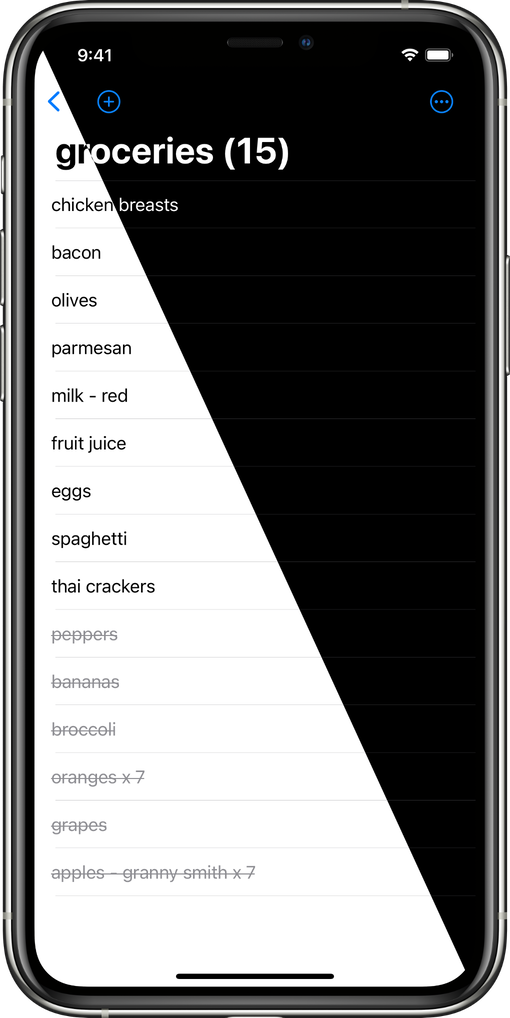 9:41
groceries (15)
chicken breasts
bacon
olives
parmesan
milk - red
fruit juice
eggs
spaghetti
thai crackers
peppers
bananas
broccoli
oranges x 7
grapes
apples - granny smith x 7